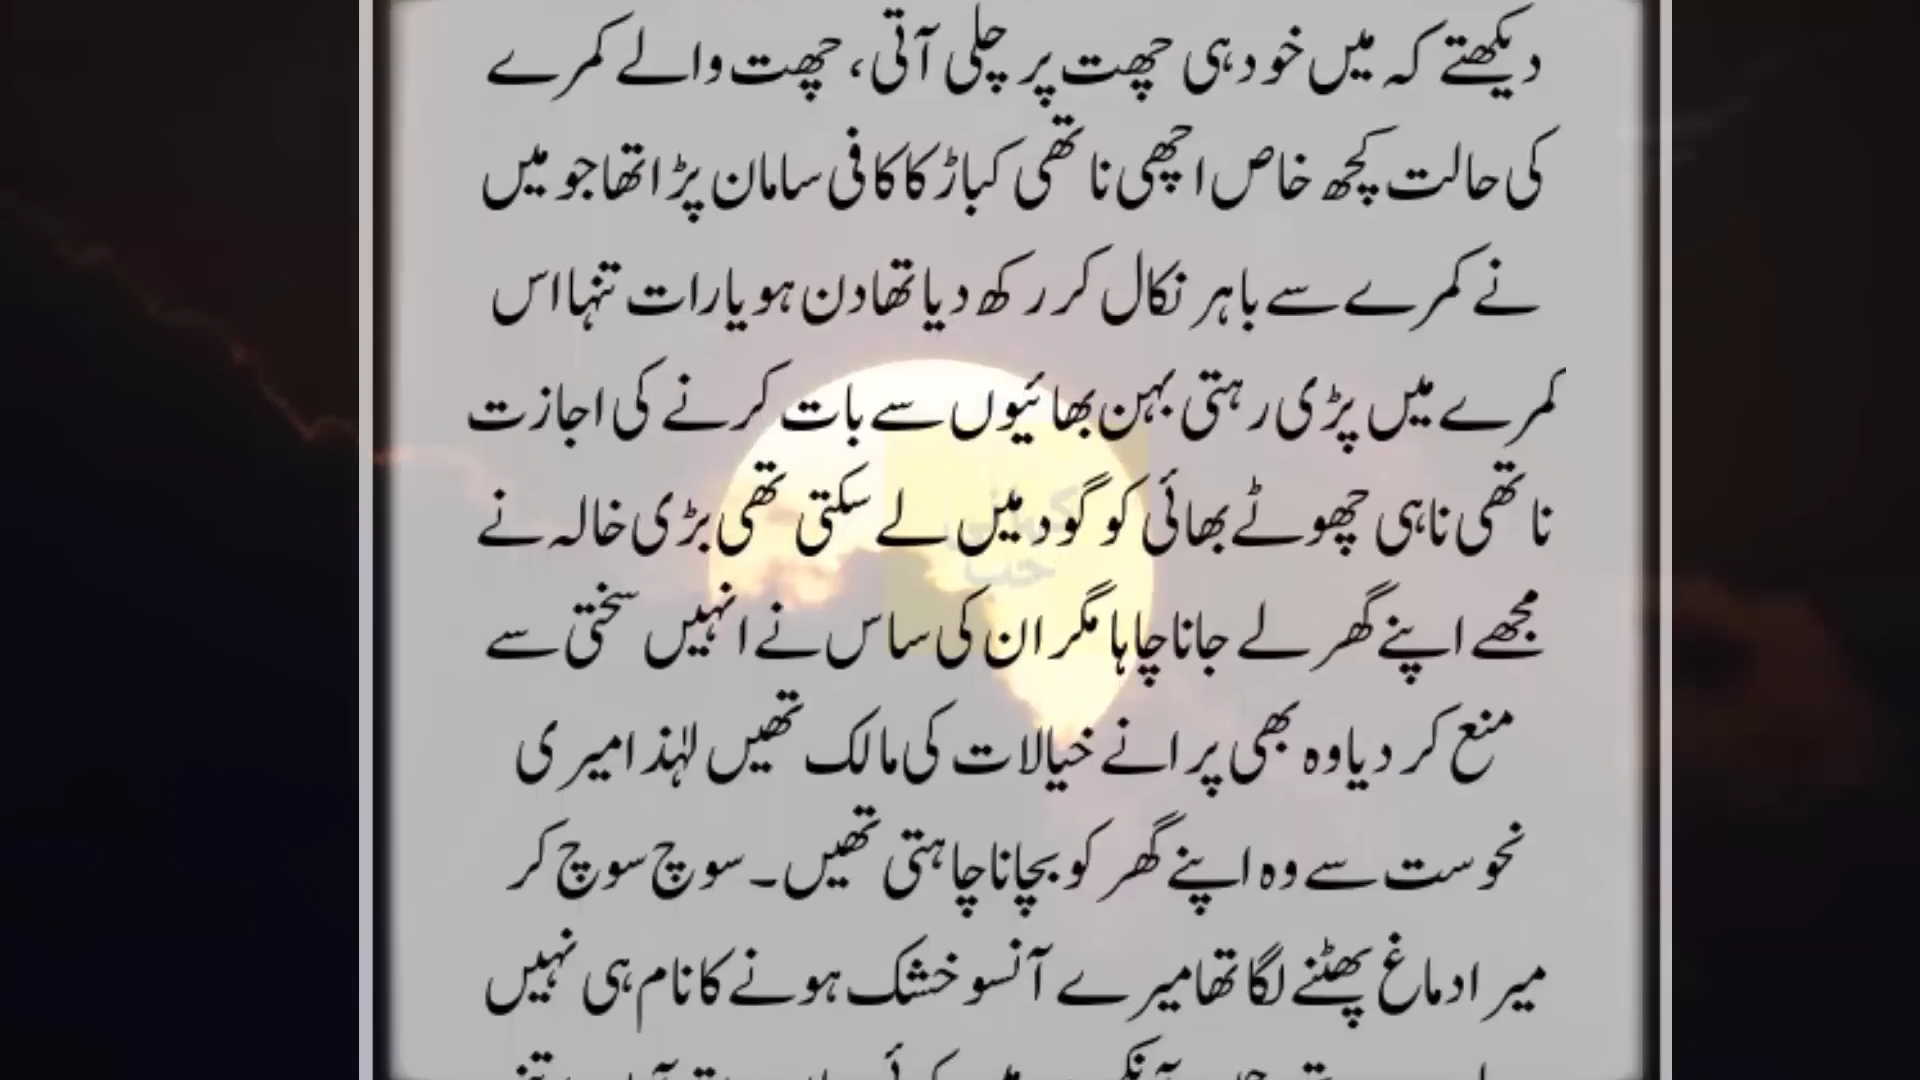 دیکھتے کہ میں خود ہی چھت پر چلی آتی، چھت والے کمرے
کی حالت کچھ خاص اچھی نا تھی کباڑ کا کافی سامان پڑا تھا جو میں
نے کمرے سے باہر نکال کر رکھ دیا تھا دن ہو یا رات تنہا اس
کمرے میں پڑی رہتی بہن بھائیوں سے بات کرنے کی اجازت
نا تھی نا ہی چھوٹے بھائی کو گود میں لے سکتی تھی بڑی خالہ نے
مجھے اپنے گھر لے جانا چاہا مگر ان کی ساس نے انہیں سختی سے
منع کر دیا وہ بھی پرانے خیالات کی مالک تھیں لہٰذا میری
نحوست سے وہ اپنے گھر کو بچانا چاہتی تھیں۔ سوچ سوچ کر
میرا دماغ پھٹنے لگا تھا میرے آنسو خشک ہونے کا نام ہی نہیں